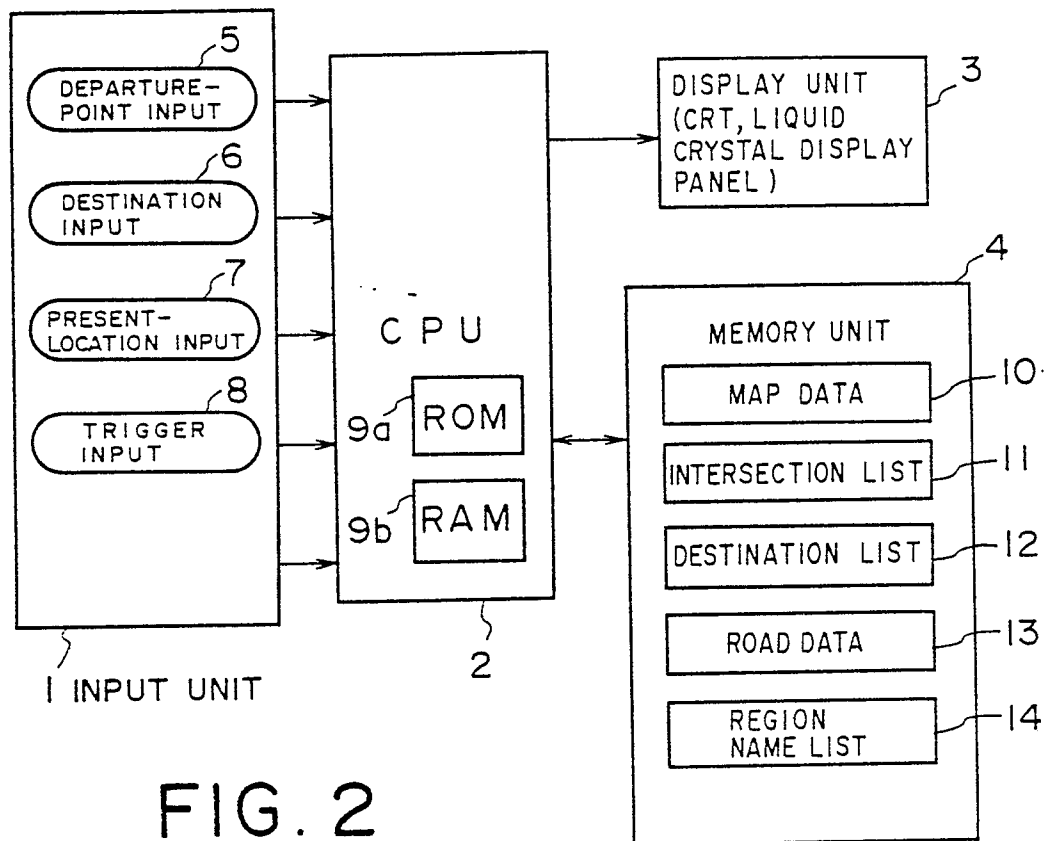 5
DEPARTURE-
POINT INPUT
6
DESTINATION
INPUT
7
PRESENT-
LOCATION INPUT
8
TRIGGER
INPUT
1 INPUT UNIT
CPU
9a
ROM
9b
RAM
2
DISPLAY UNIT
(CRT, LIQUID
CRYSTAL DISPLAY
PANEL)
3
4
MEMORY UNIT
MAP DATA
10
INTERSECTION LIST
11
DESTINATION LIST
12
ROAD DATA
13
REGION
NAME LIST
14
FIG. 2